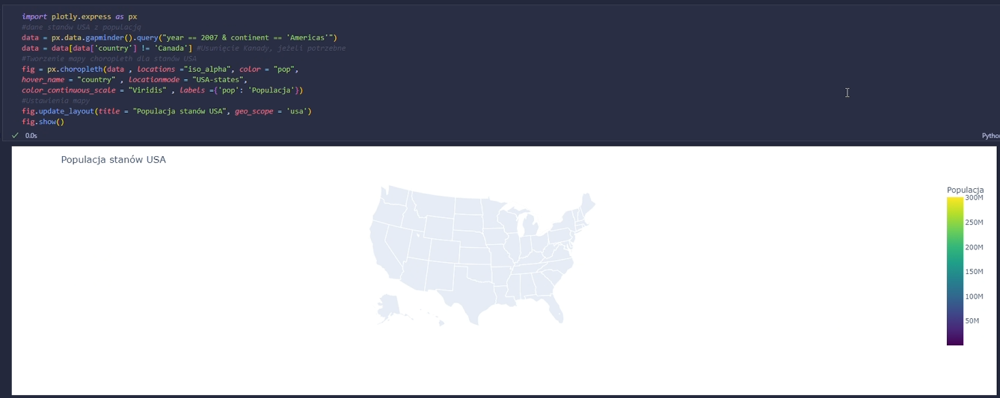 import plotly.express as px
#dane stanów USA z populacją
data = px.data.gapminder().query("year == 2007 & continent == 'Americas'")
data = data[data['country'] != 'Canada'] #Usunięcie Kanady, jeżeli potrzebne
#Tworzenie mapy choropleth dla stanów USA
fig = px.choropleth(data , locations ="iso_alpha", color = "pop",
hover_name = "country" , locationmode = "USA-states",
color_continuous_scale = "Viridis" , labels ={'pop': 'Populacja'})
#Ustawienia mapy
fig.update_layout(title = "Populacja stanów USA", geo_scope = 'usa')
fig.show()
0.0s
Populacja stanów USA
Populacja
300M
250M
200M
150M
100M
50M